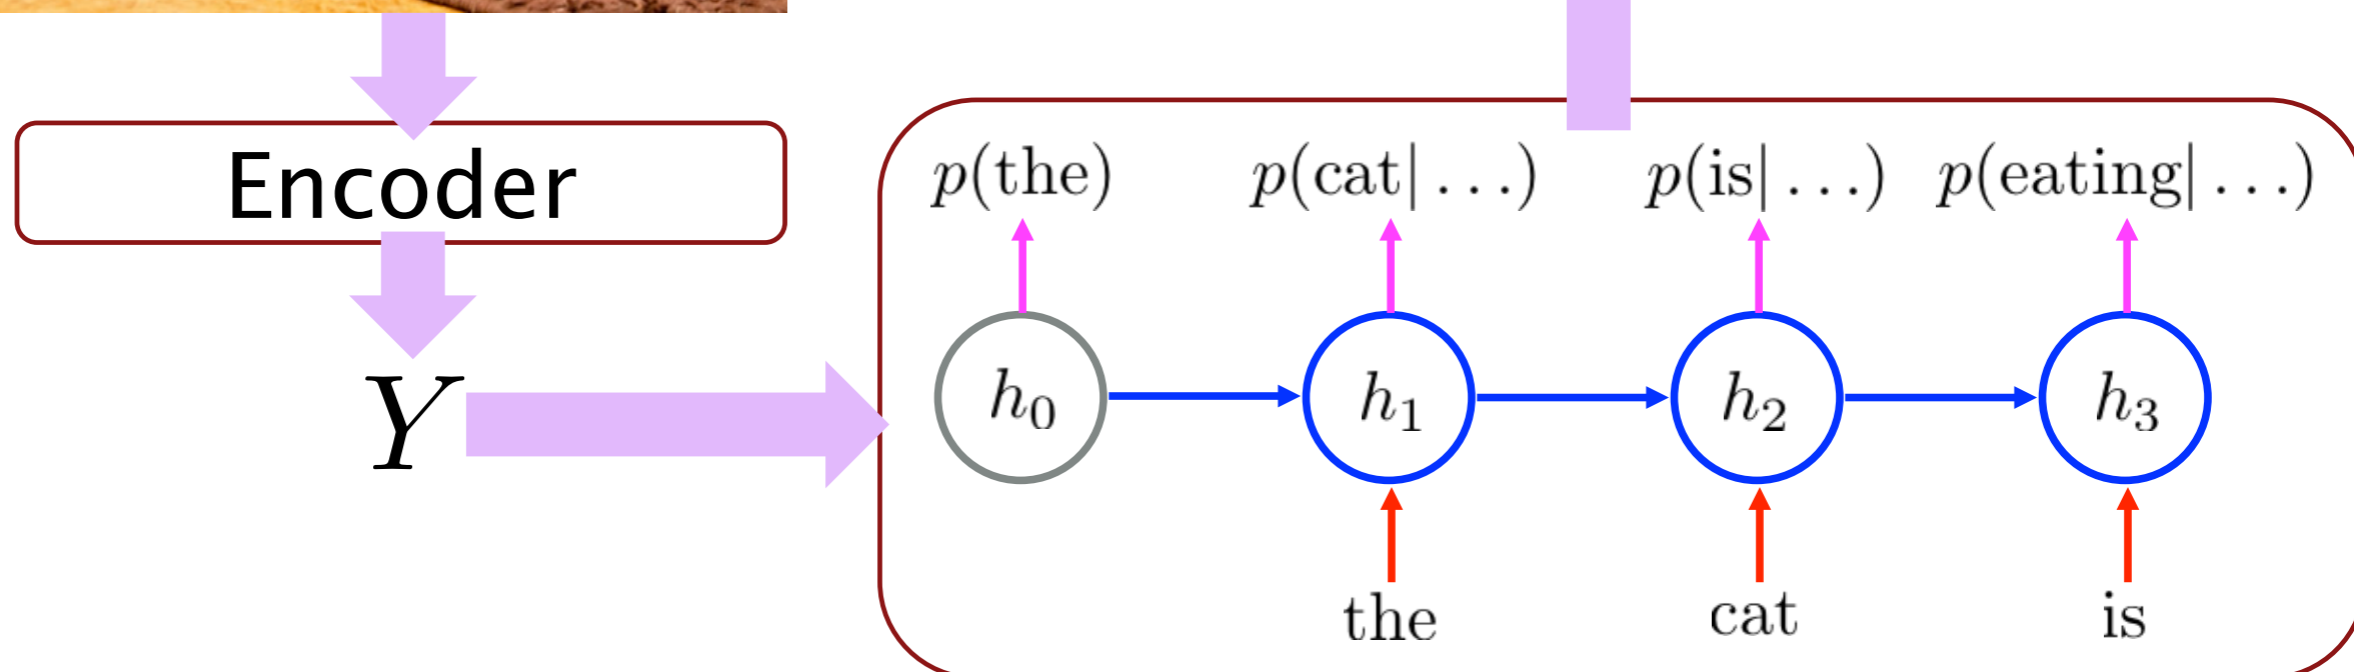 Encoder
Y
p(the) p(cat| …) p(is| …) p(eating| …)
h₀ h₁ h₂ h₃
the cat is